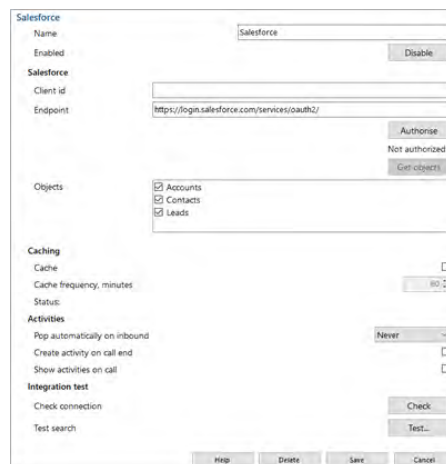 Salesforce
Name Salesforce
Enabled Disable
Salesforce
Client id
Endpoint https://login.salesforce.com/services/oauth2/
Authorise
Not authorized
Get objects
Objects Accounts
Contacts
Leads
Caching
Cache
Cache frequency, minutes
Status:
Activities
Pop automatically on inbound Never
Create activity on call end
Show activities on call
Integration test
Check connection Check
Test search Test...
Help Delete Save Cancel